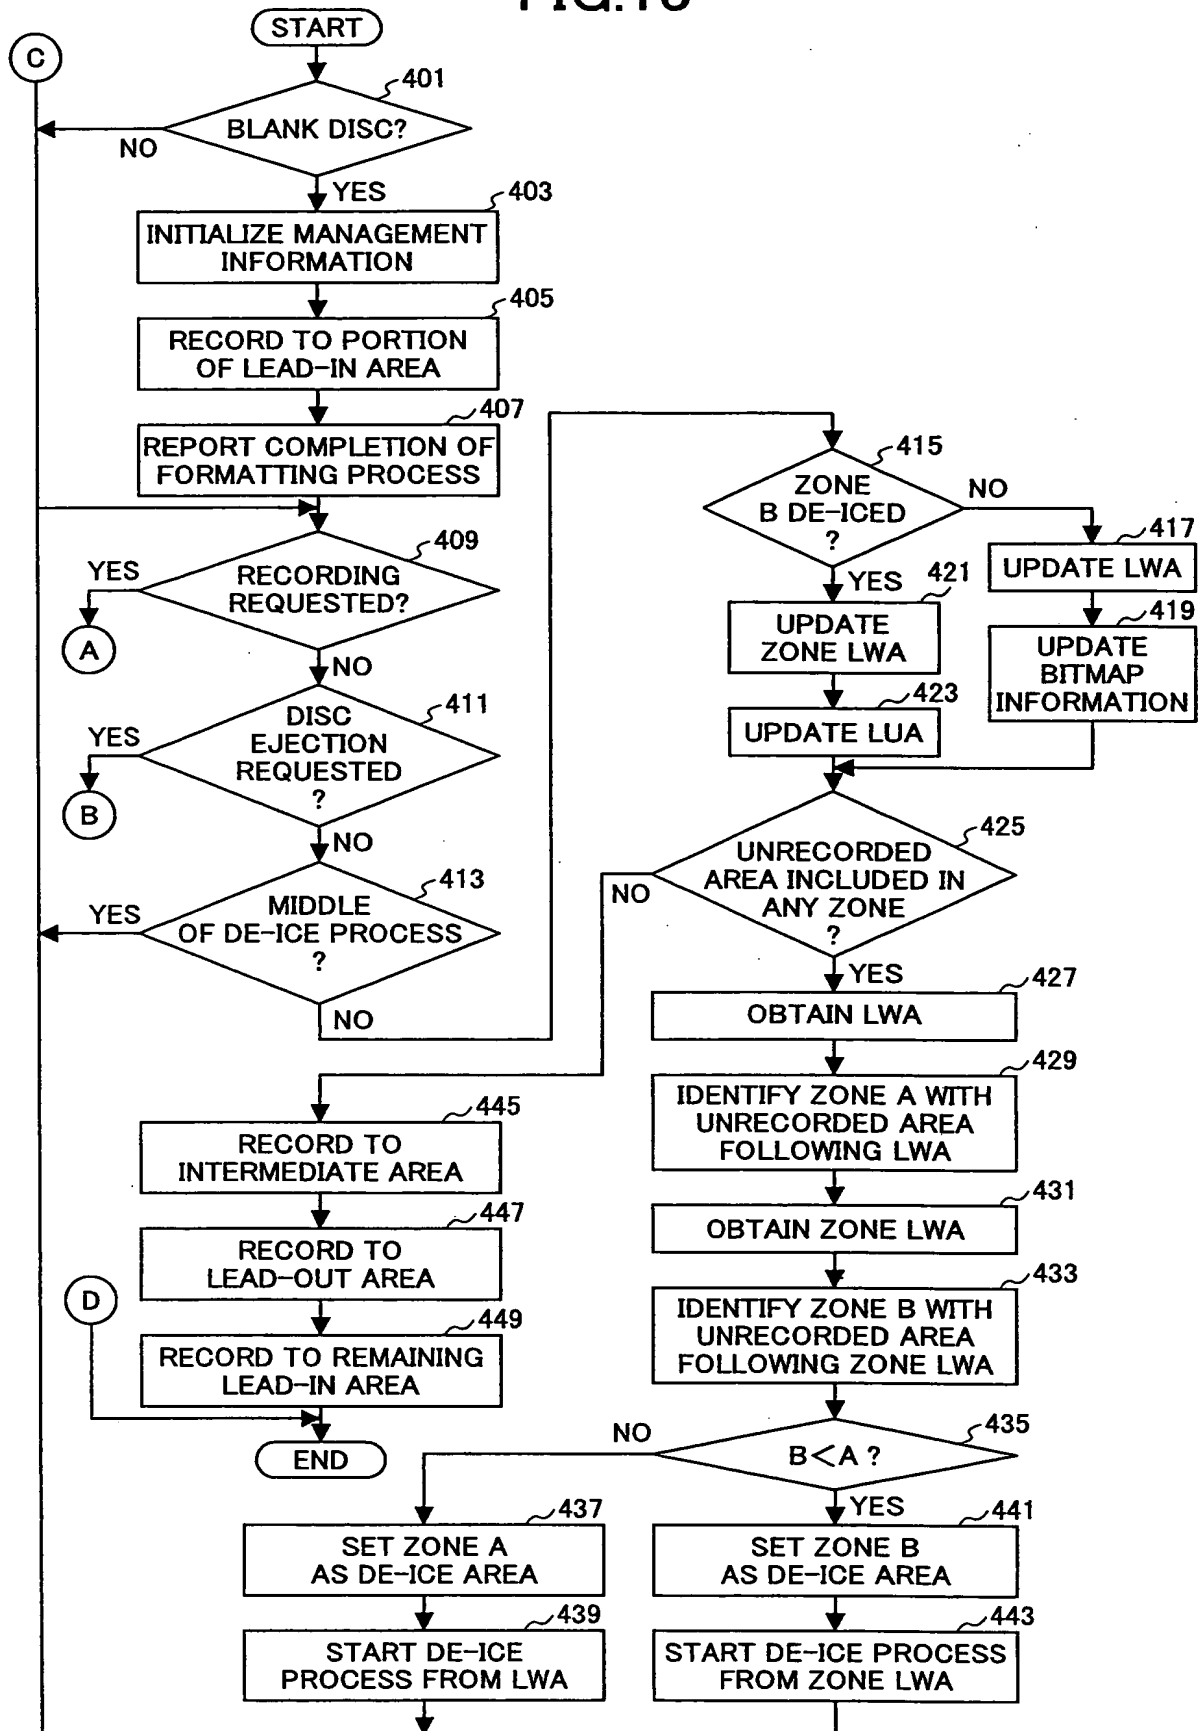 START
C
401
BLANK DISC?
NO
YES
403
INITIALIZE MANAGEMENT
INFORMATION
405
RECORD TO PORTION
OF LEAD-IN AREA
407
REPORT COMPLETION OF
FORMATTING PROCESS
409
YES
RECORDING
REQUESTED?
A
NO
411
YES
DISC
EJECTION
REQUESTED
?
B
NO
413
YES
MIDDLE
OF DE-ICE PROCESS
?
NO
415
ZONE
B DE-ICED
?
NO
417
UPDATE LWA
419
UPDATE
BITMAP
INFORMATION
YES
421
UPDATE
ZONE LWA
423
UPDATE LUA
425
UNRECORDED
AREA INCLUDED IN
ANY ZONE
?
NO
YES
427
OBTAIN LWA
429
IDENTIFY ZONE A WITH
UNRECORDED AREA
FOLLOWING LWA
431
OBTAIN ZONE LWA
433
IDENTIFY ZONE B WITH
UNRECORDED AREA
FOLLOWING ZONE LWA
445
RECORD TO
INTERMEDIATE AREA
447
RECORD TO
LEAD-OUT AREA
D
449
RECORD TO REMAINING
LEAD-IN AREA
END
435
NO
B<A ?
YES
437
SET ZONE A
AS DE-ICE AREA
439
START DE-ICE
PROCESS FROM LWA
441
SET ZONE B
AS DE-ICE AREA
443
START DE-ICE PROCESS
FROM ZONE LWA